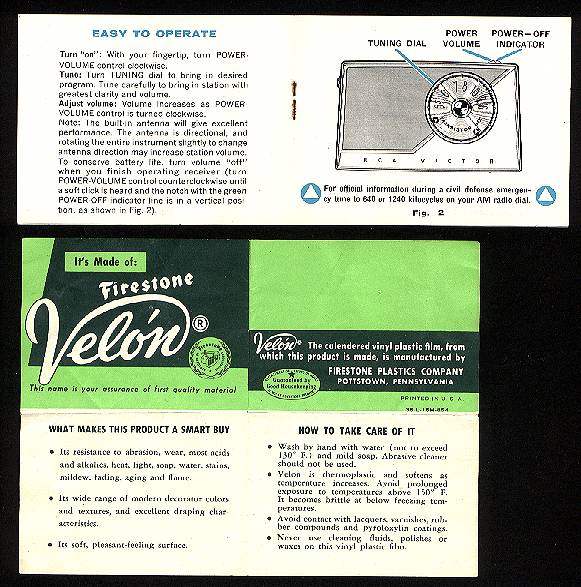 EASY TO OPERATE
Turn "on": With your fingertip, turn POWER-
VOLUME control clockwise.
Tune: Turn TUNING dial to bring in desired
program. Tune carefully to bring in station with
greatest clarity and volume.
Adjust volume: Volume increases as POWER-
VOLUME control is turned clockwise.
Note: The built-in antenna will give excellent
performance. The antenna is directional, and
rotating the entire instrument slightly to change
antenna direction may increase station volume.
To conserve battery life, turn volume "off"
when you finish operating receiver (turn
POWER-VOLUME control counterclockwise until
a soft click is heard and the notch with the green
POWER-OFF indicator line is in a vertical posi-
tion, as shown in Fig. 2).
TUNING DIAL
POWER
VOLUME
POWER-OFF
INDICATOR
RCA VICTOR
For official information during a civil defense emergen-
cy tune to 640 or 1240 kilocycles on your AM radio dial.
Fig. 2
It's Made of:
Firestone
Velón ®
This name is your assurance of first quality material
Velón® The calendered vinyl plastic film, from
which this product is made, is manufactured by
FIRESTONE PLASTICS COMPANY
POTTSTOWN, PENNSYLVANIA
Guaranteed by
Good Housekeeping
PRINTED IN U.S.A.
WHAT MAKES THIS PRODUCT A SMART BUY
• Its resistance to abrasion, wear, most acids
and alkalies, heat, light, soap, water, stains,
mildew, fading, aging and flame.
• Its wide range of modern decorator colors
and textures, and excellent draping char-
acteristics.
• Its soft, pleasant-feeling surface.
HOW TO TAKE CARE OF IT
• Wash by hand with water (not to exceed
130° F.) and mild soap. Abrasive cleaner
should not be used.
• Velon is thermoplastic and softens as
temperature increases. Avoid prolonged
exposure to temperatures above 150° F.
It becomes brittle at below freezing tem-
peratures.
• Avoid contact with lacquers, varnishes, rub-
ber compounds and pyroloxylin coatings.
• Never use cleaning fluids, polishes or
waxes on this vinyl plastic film.